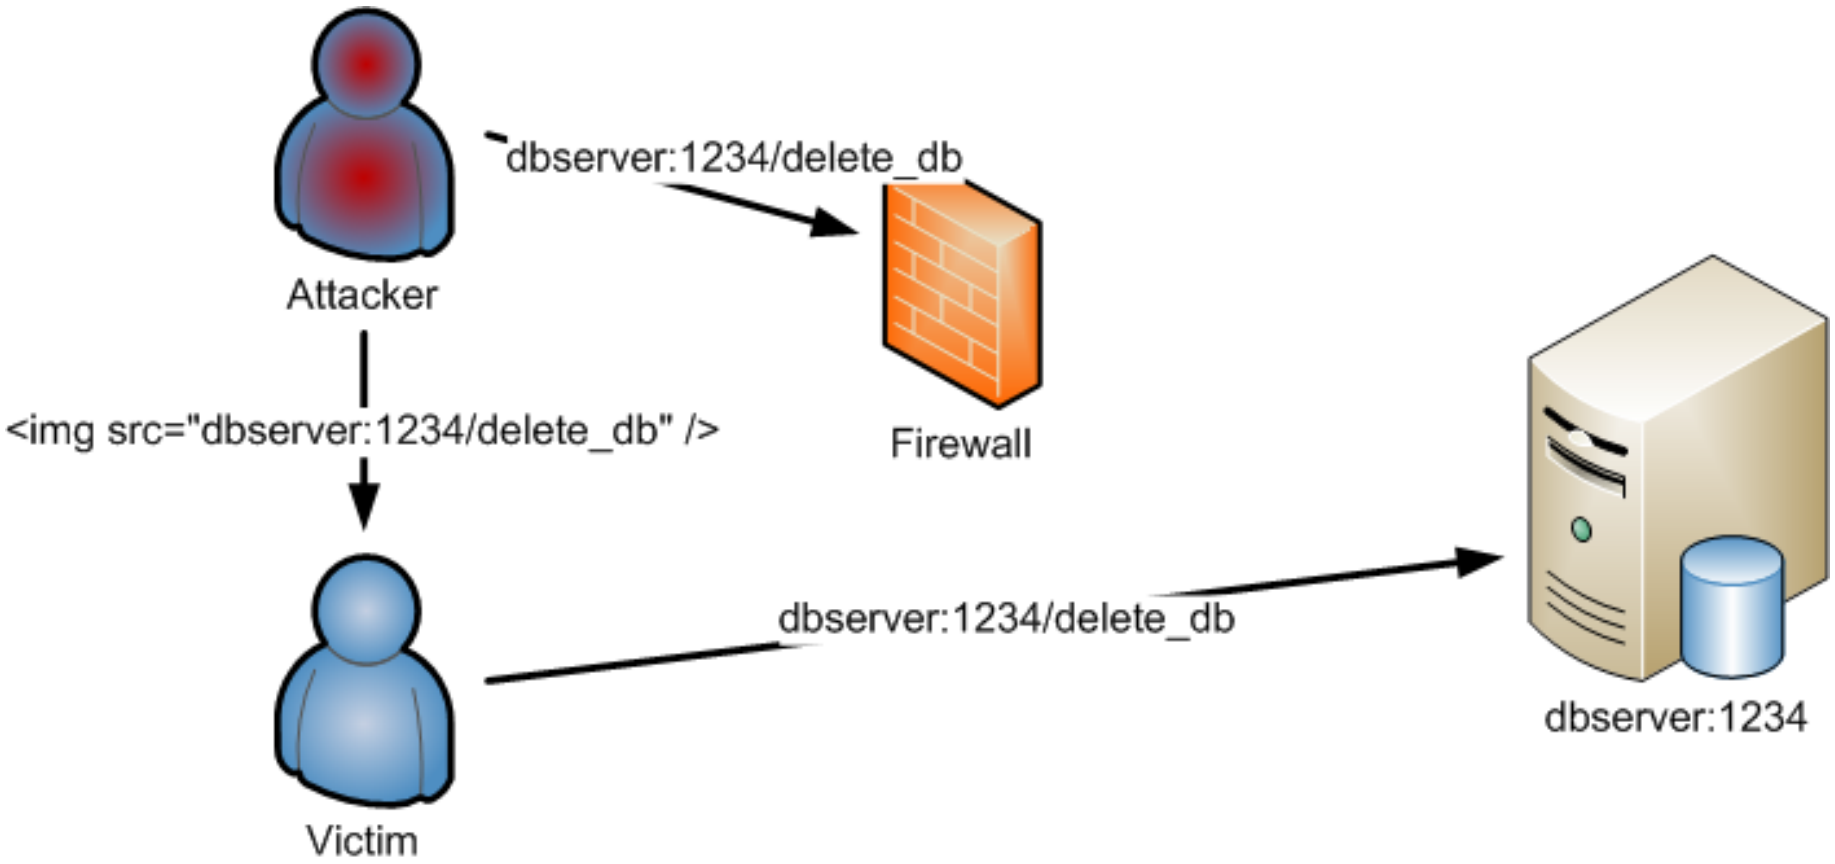 dbserver:1234/delete_db
Attacker
<img src="dbserver:1234/delete_db" />
Firewall
dbserver:1234/delete_db
dbserver:1234
Victim